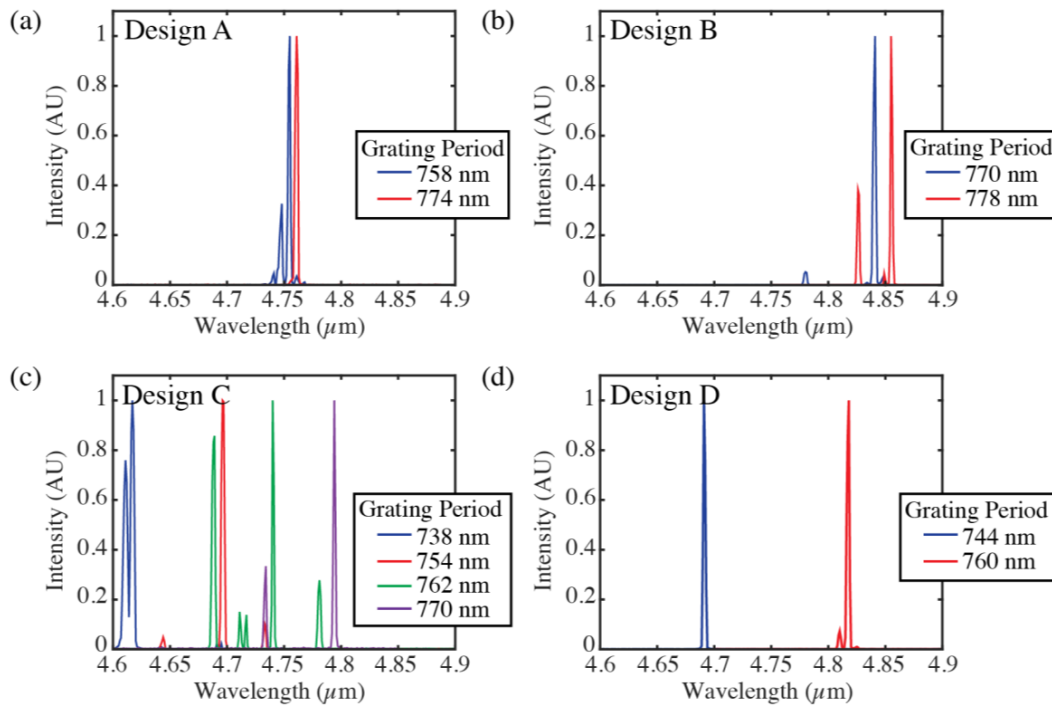 (a)
Design A
Intensity (AU)
1
0.8
0.6
0.4
0.2
0
4.6 4.65 4.7 4.75 4.8 4.85 4.9
Wavelength (µm)
Grating Period
758 nm
774 nm
(b)
Design B
Intensity (AU)
1
0.8
0.6
0.4
0.2
0
4.6 4.65 4.7 4.75 4.8 4.85 4.9
Wavelength (µm)
Grating Period
770 nm
778 nm
(c)
Design C
Intensity (AU)
1
0.8
0.6
0.4
0.2
0
4.6 4.65 4.7 4.75 4.8 4.85 4.9
Wavelength (µm)
Grating Period
738 nm
754 nm
762 nm
770 nm
(d)
Design D
Intensity (AU)
1
0.8
0.6
0.4
0.2
0
4.6 4.65 4.7 4.75 4.8 4.85 4.9
Wavelength (µm)
Grating Period
744 nm
760 nm